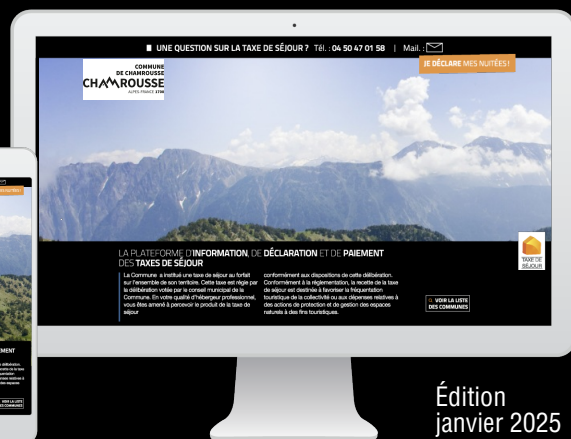 UNE QUESTION SUR LA TAXE DE SÉJOUR ? Tél. : 04 50 47 01 58 | Mail. :
JE DÉCLARE MES NUITÉES !
COMMUNE
DE CHAMROUSSE
CHAMROUSSE
ALPES FRANCE 1700
LA PLATEFORME D'INFORMATION, DE DÉCLARATION ET DE PAIEMENT
DES TAXES DE SÉJOUR
La Commune a institué une taxe de séjour au forfait
sur l'ensemble de son territoire. Cette taxe est régie par
la délibération votée par le conseil municipal de la
Commune. En votre qualité d'hébergeur professionnel,
vous êtes amené à percevoir le produit de la taxe de
séjour
conformément aux dispositions de cette délibération.
Conformément à la réglementation, la recette de la taxe
de séjour est destinée à favoriser la fréquentation
touristique de la collectivité ou aux dépenses relatives à
des actions de protection et de gestion des espaces
naturels à des fins touristiques.
TAXE DE
SÉJOUR
VOIR LA LISTE
DES COMMUNES
VOIR LA LISTE
Édition
janvier 2025